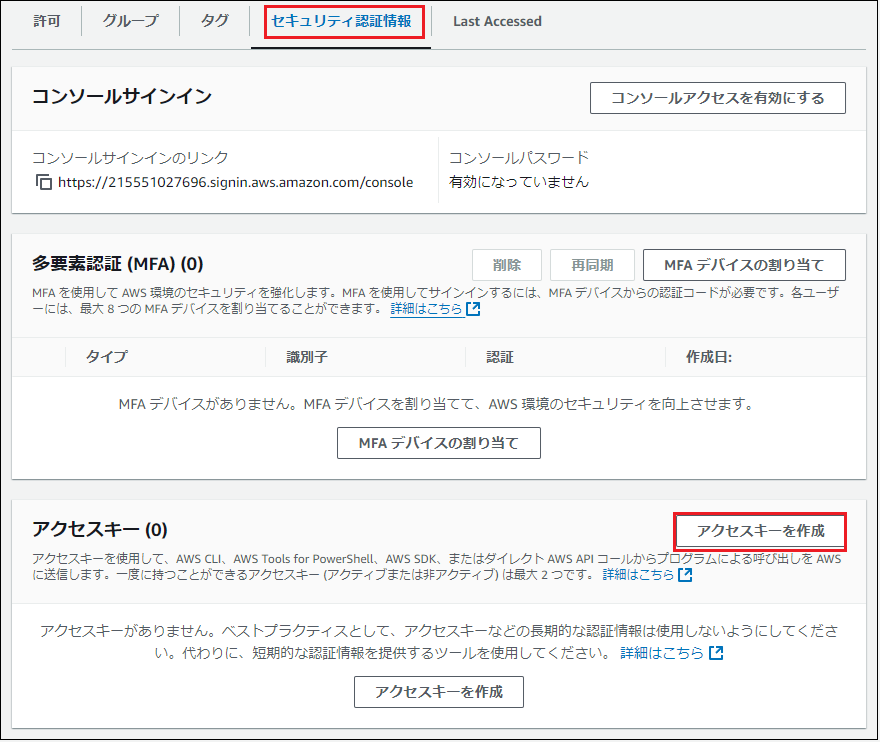 許可 グループ タグ セキュリティ認証情報 Last Accessed
コンソールサインイン コンソールアクセスを有効にする
コンソールサインインのリンク コンソールパスワード
https://215551027696.signin.aws.amazon.com/console 有効になっていません
多要素認証 (MFA) (0) 削除 再同期 MFA デバイスの割り当て
MFA を使用して AWS 環境のセキュリティを強化します。MFA を使用してサインインするには、MFA デバイスからの認証コードが必要です。各ユーザ
ーには、最大 8 つの MFA デバイスを割り当てることができます。 詳細はこちら
タイプ 識別子 認証 作成日:
MFA デバイスがありません。MFA デバイスを割り当てて、AWS 環境のセキュリティを向上させます。
MFA デバイスの割り当て
アクセスキー (0) アクセスキーを作成
アクセスキーを使用して、AWS CLI、AWS Tools for PowerShell、AWS SDK、またはダイレクト AWS API コールからプログラムによる呼び出しを AWS
に送信します。一度に持つことができるアクセスキー (アクティブまたは非アクティブ) は最大 2 つです。 詳細はこちら
アクセスキーがありません。ベストプラクティスとして、アクセスキーなどの長期的な認証情報は使用しないようにしてくださ
い。代わりに、短期的な認証情報を提供するツールを使用してください。 詳細はこちら
アクセスキーを作成